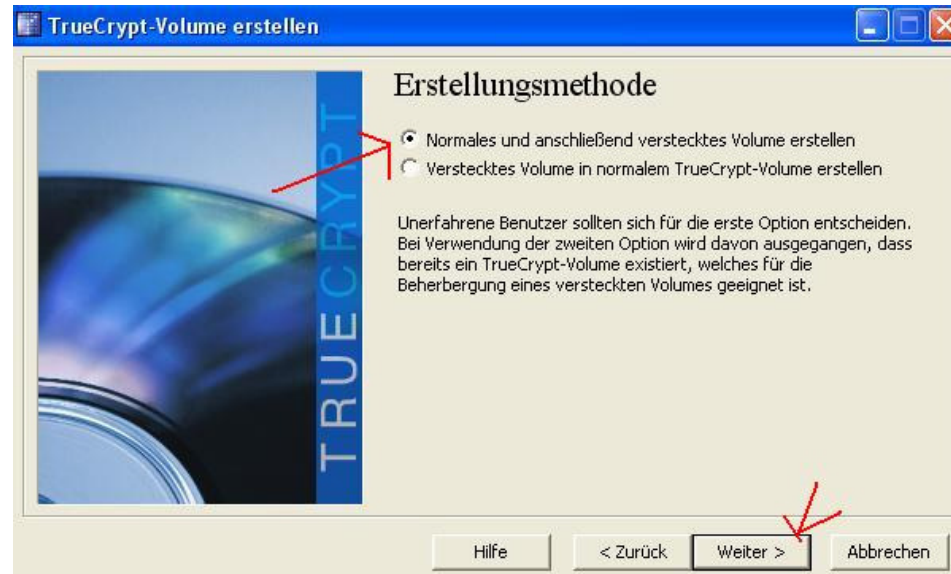 TrueCrypt-Volume erstellen
TRUECRYPT
Erstellungsmethode
Normales und anschließend verstecktes Volume erstellen
Verstecktes Volume in normalem TrueCrypt-Volume erstellen
Unerfahrene Benutzer sollten sich für die erste Option entscheiden.
Bei Verwendung der zweiten Option wird davon ausgegangen, dass
bereits ein TrueCrypt-Volume existiert, welches für die
Beherbergung eines versteckten Volumes geeignet ist.
Hilfe
< Zurück
Weiter >
Abbrechen